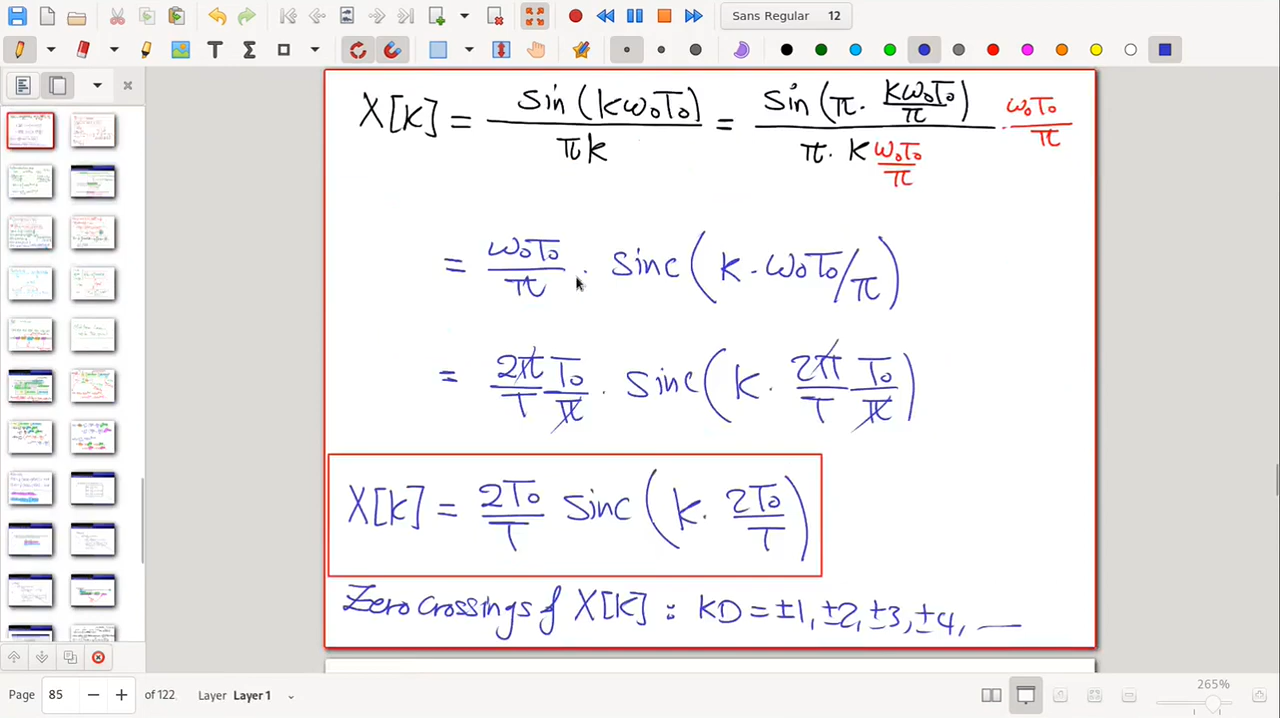 Sans Regular 12
X[K] = sin(kω₀T₀) / πk = sin(π · kω₀T₀/π) / (π · k ω₀T₀/π) · ω₀T₀/π
= ω₀T₀/π · sinc(k · ω₀T₀/π)
= 2π/T T₀/π · sinc(k · 2π/T T₀/π)
X[K] = 2T₀/T sinc(k · 2T₀/T)
Zero crossings of X[K] : KD = ±1, ±2, ±3, ±4, —
Page 85 of 122 Layer Layer 1 265%